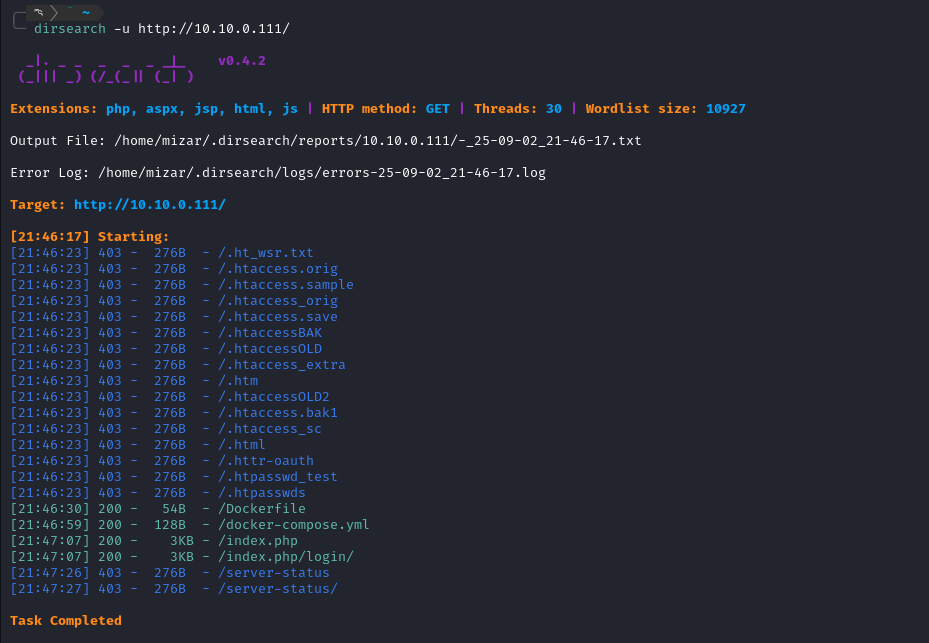 ~
dirsearch -u http://10.10.0.111/
_|. _ _  _  _  _ _|_    v0.4.2
(_||| _) (/_(_|| (_| )
Extensions: php, aspx, jsp, html, js | HTTP method: GET | Threads: 30 | Wordlist size: 10927
Output File: /home/mizar/.dirsearch/reports/10.10.0.111/-_25-09-02_21-46-17.txt
Error Log: /home/mizar/.dirsearch/logs/errors-25-09-02_21-46-17.log
Target: http://10.10.0.111/
[21:46:17] Starting:
[21:46:23] 403 -  276B  - /.ht_wsr.txt
[21:46:23] 403 -  276B  - /.htaccess.orig
[21:46:23] 403 -  276B  - /.htaccess.sample
[21:46:23] 403 -  276B  - /.htaccess_orig
[21:46:23] 403 -  276B  - /.htaccess.save
[21:46:23] 403 -  276B  - /.htaccessBAK
[21:46:23] 403 -  276B  - /.htaccessOLD
[21:46:23] 403 -  276B  - /.htaccess_extra
[21:46:23] 403 -  276B  - /.htm
[21:46:23] 403 -  276B  - /.htaccessOLD2
[21:46:23] 403 -  276B  - /.htaccess.bak1
[21:46:23] 403 -  276B  - /.htaccess_sc
[21:46:23] 403 -  276B  - /.html
[21:46:23] 403 -  276B  - /.httr-oauth
[21:46:23] 403 -  276B  - /.htpasswd_test
[21:46:23] 403 -  276B  - /.htpasswds
[21:46:30] 200 -   54B  - /Dockerfile
[21:46:59] 200 -  128B  - /docker-compose.yml
[21:47:07] 200 -    3KB - /index.php
[21:47:07] 200 -    3KB - /index.php/login/
[21:47:26] 403 -  276B  - /server-status
[21:47:27] 403 -  276B  - /server-status/
Task Completed